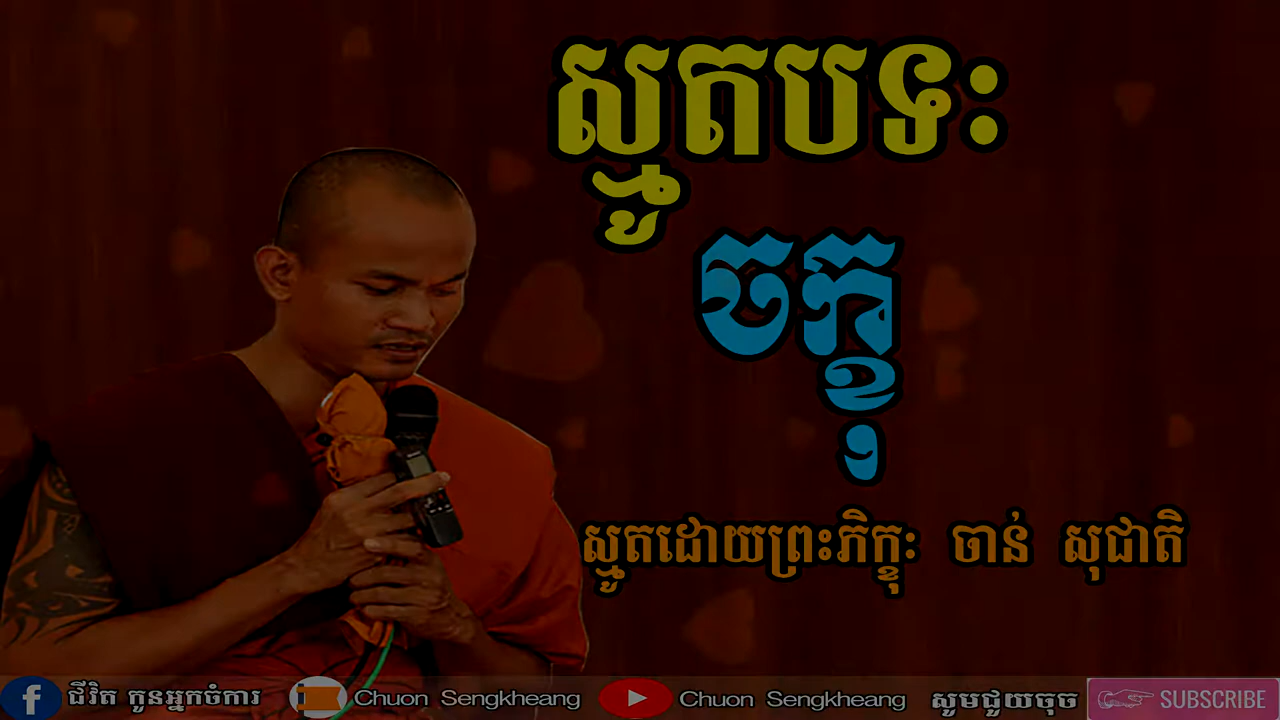 ស្មូតបទៈ
ចក្ខុ
ស្មូតដោយព្រះភិក្ខុៈ ចាន់ សុជាតិ
ជីវិត កូនអ្នកចំការ Chuon Sengkheang Chuon Sengkheang សូមជួយចុច SUBSCRIBE